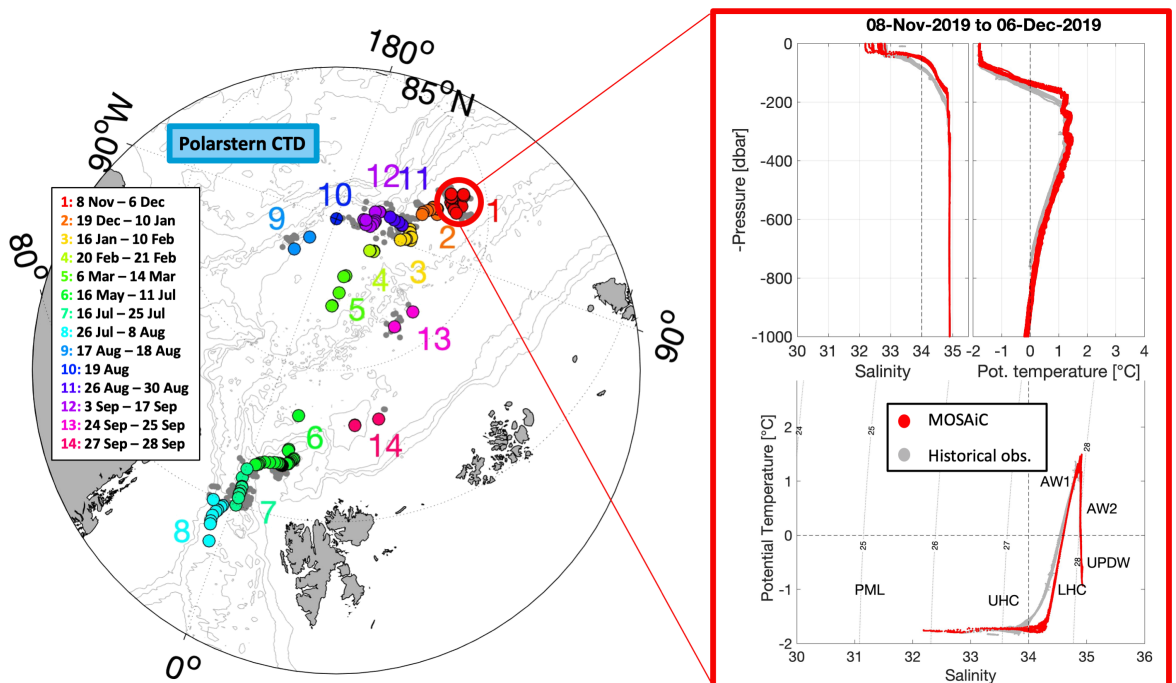 180o
85oN
90oW
80o
90o
0o
Polarstern CTD
1: 8 Nov – 6 Dec
2: 19 Dec – 10 Jan
3: 16 Jan – 10 Feb
4: 20 Feb – 21 Feb
5: 6 Mar – 14 Mar
6: 16 May – 11 Jul
7: 16 Jul – 25 Jul
8: 26 Jul – 8 Aug
9: 17 Aug – 18 Aug
10: 19 Aug
11: 26 Aug – 30 Aug
12: 3 Sep – 17 Sep
13: 24 Sep – 25 Sep
14: 27 Sep – 28 Sep
12
11
10
9
1
2
3
4
5
13
14
6
7
8
08-Nov-2019 to 06-Dec-2019
0
-200
-400
-600
-800
-1000
-Pressure [dbar]
30 31 32 33 34 35
-2 -1 0 1 2 3 4
Salinity
Pot. temperature [°C]
MOSAiC
Historical obs.
24
25
28
AW1
AW2
UPDW
28
25
26
27
PML
UHC
LHC
2
1
0
-1
-2
Potential Temperature [°C]
30 31 32 33 34 35 36
Salinity